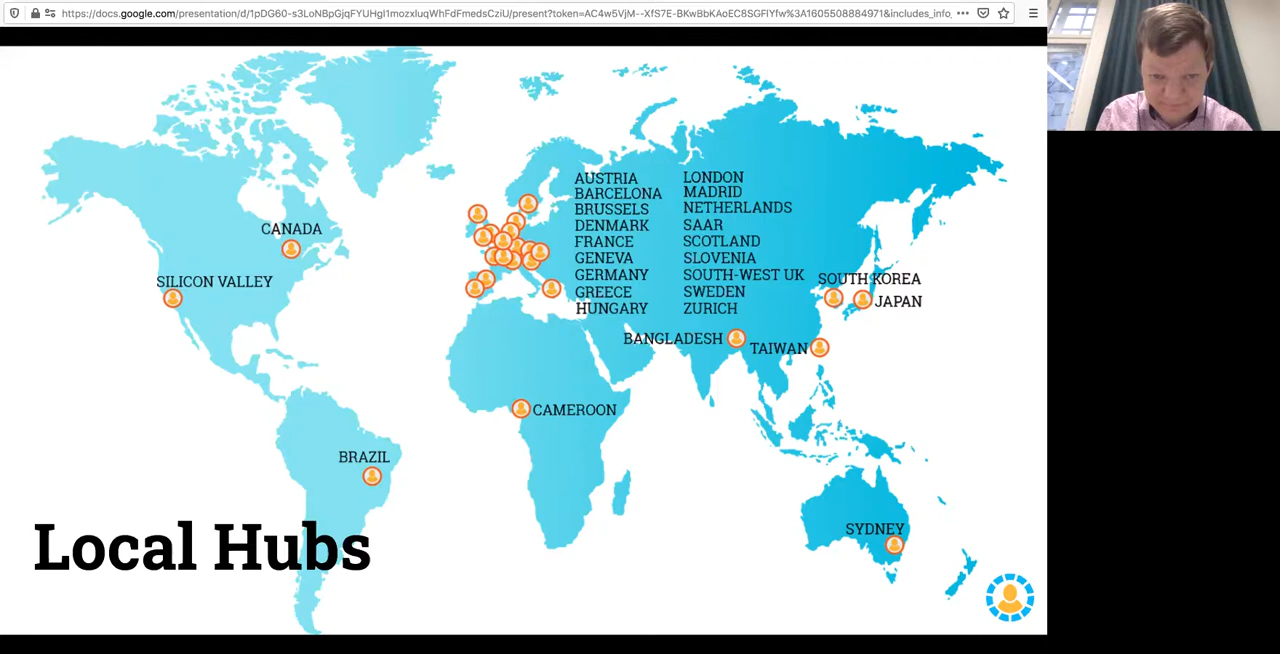 https://docs.google.com/presentation/d/1pDG60-s3LoNBpGjqFYUHgI1mozxluqWhFdFmedsCziU/present?token=AC4w5VjM--XfS7E-BKwBbKAoEC8SGFlYfw%3A1605508884971&includes_info_
CANADA
SILICON VALLEY
BRAZIL
AUSTRIA
BARCELONA
BRUSSELS
DENMARK
FRANCE
GENEVA
GERMANY
GREECE
HUNGARY
LONDON
MADRID
NETHERLANDS
SAAR
SCOTLAND
SLOVENIA
SOUTH-WEST UK
SWEDEN
ZURICH
SOUTH KOREA
JAPAN
BANGLADESH
TAIWAN
CAMEROON
SYDNEY
Local Hubs